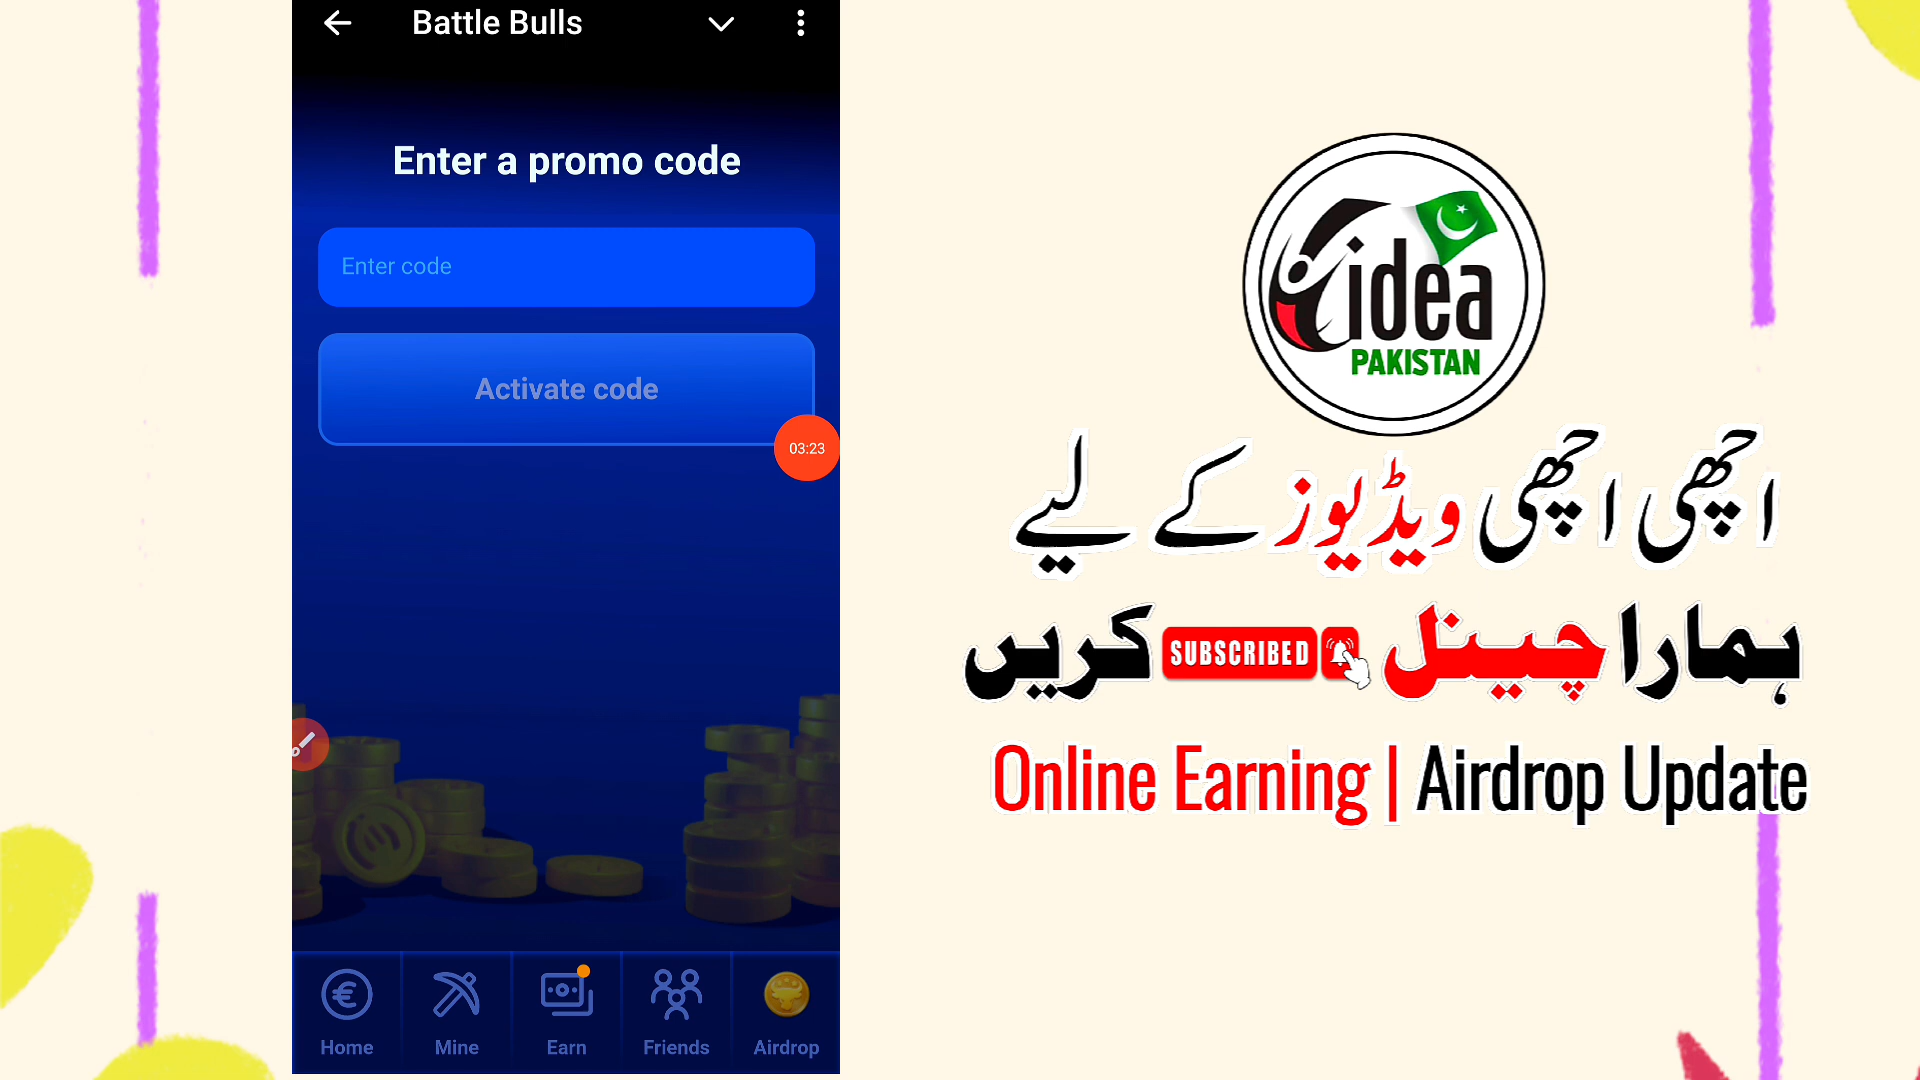 Battle Bulls
Enter a promo code
Enter code
Activate code
03:23
Home
Mine
Earn
Friends
Airdrop
idea
PAKISTAN
اچھی اچھی ویڈیوز کے لیے
ہمارا چینل SUBSCRIBED کریں
Online Earning | Airdrop Update